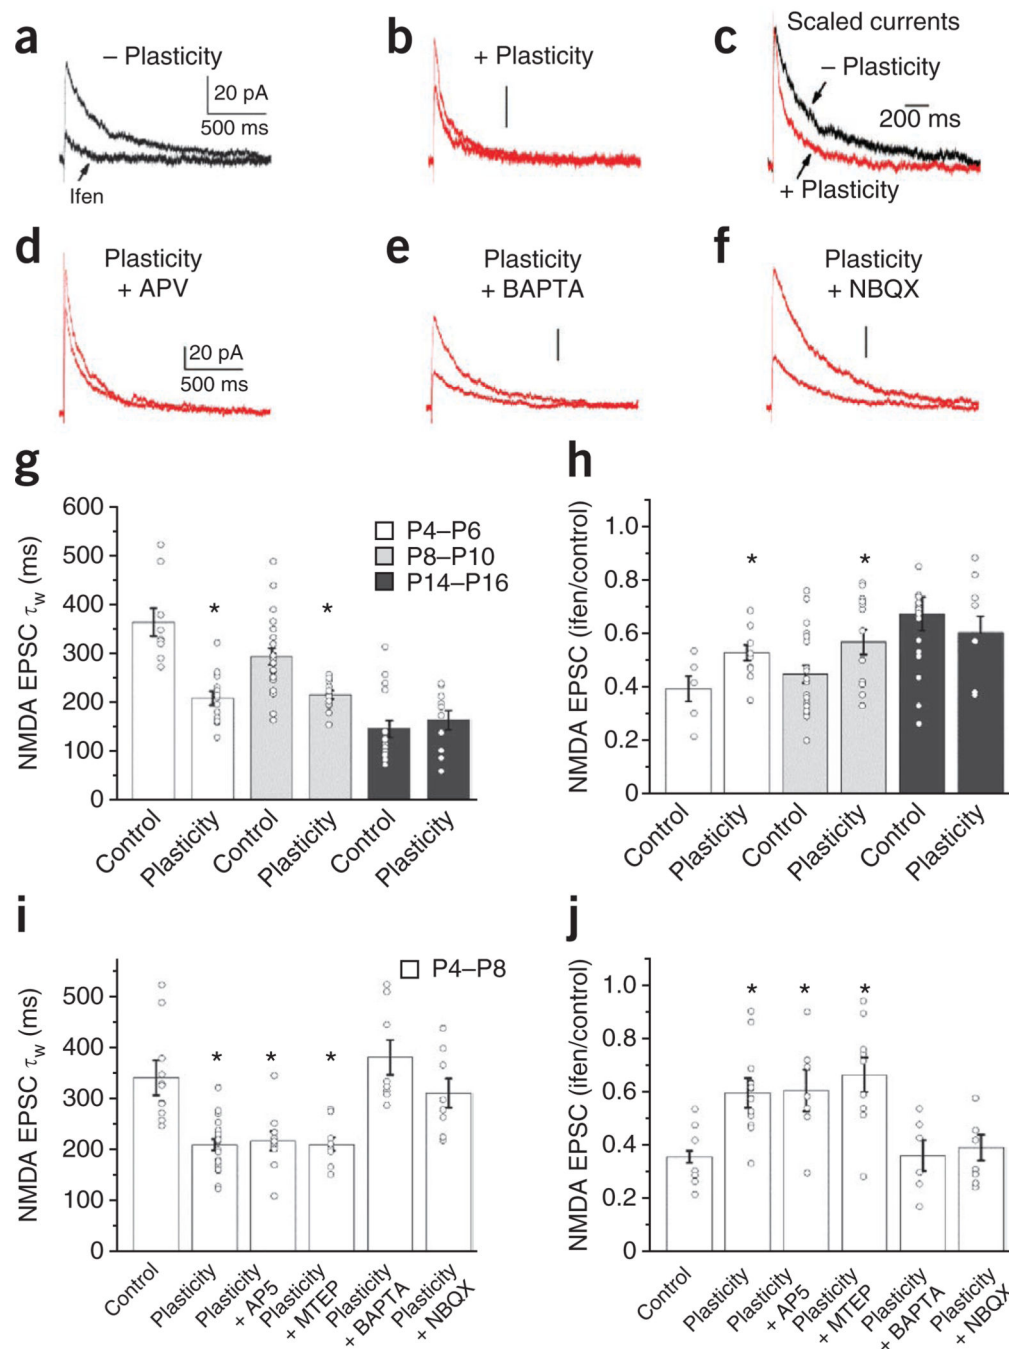 a
– Plasticity
20 pA
500 ms
Ifen
b
+ Plasticity
c
Scaled currents
– Plasticity
200 ms
+ Plasticity
d
Plasticity
+ APV
20 pA
500 ms
e
Plasticity
+ BAPTA
f
Plasticity
+ NBQX
g
NMDA EPSC τw (ms)
600
500
400
300
200
100
0
P4–P6
P8–P10
P14–P16
*
*
Control
Plasticity
Control
Plasticity
Control
Plasticity
h
NMDA EPSC (ifen/control)
1.0
0.8
0.6
0.4
0.2
0
*
*
Control
Plasticity
Control
Plasticity
Control
Plasticity
i
NMDA EPSC τw (ms)
500
400
300
200
100
0
P4–P8
*
*
*
Control
Plasticity
Plasticity
+ AP5
Plasticity
+ MTEP
Plasticity
+ BAPTA
Plasticity
+ NBQX
j
NMDA EPSC (ifen/control)
1.0
0.8
0.6
0.4
0.2
0
*
*
*
Control
Plasticity
Plasticity
+ AP5
Plasticity
+ MTEP
Plasticity
+ BAPTA
Plasticity
+ NBQX